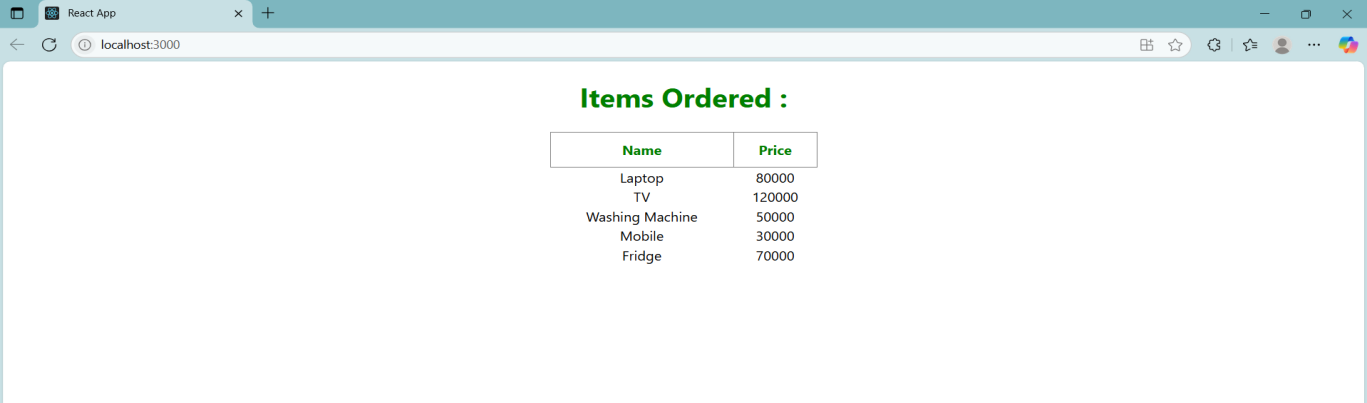 React App
localhost:3000
Items Ordered :
Name Price
Laptop 80000
TV 120000
Washing Machine 50000
Mobile 30000
Fridge 70000